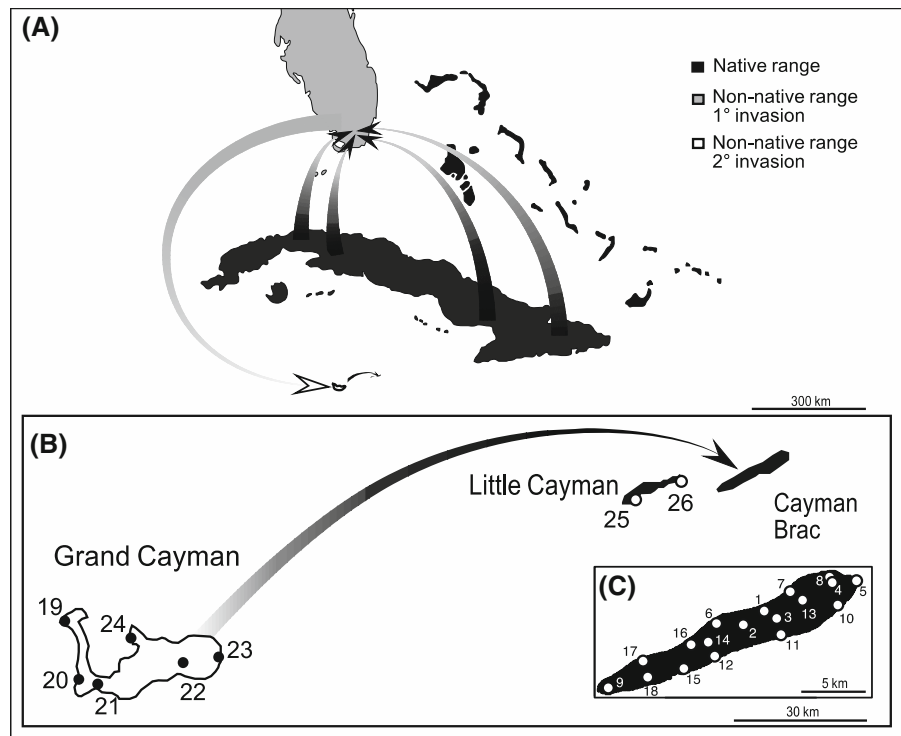 (A)
Native range
Non-native range
1° invasion
Non-native range
2° invasion
300 km
(B)
Grand Cayman
Little Cayman
Cayman
Brac
19
20
21
22
23
24
25
26
(C)
1
2
3
4
5
6
7
8
9
10
11
12
13
14
15
16
17
18
5 km
30 km